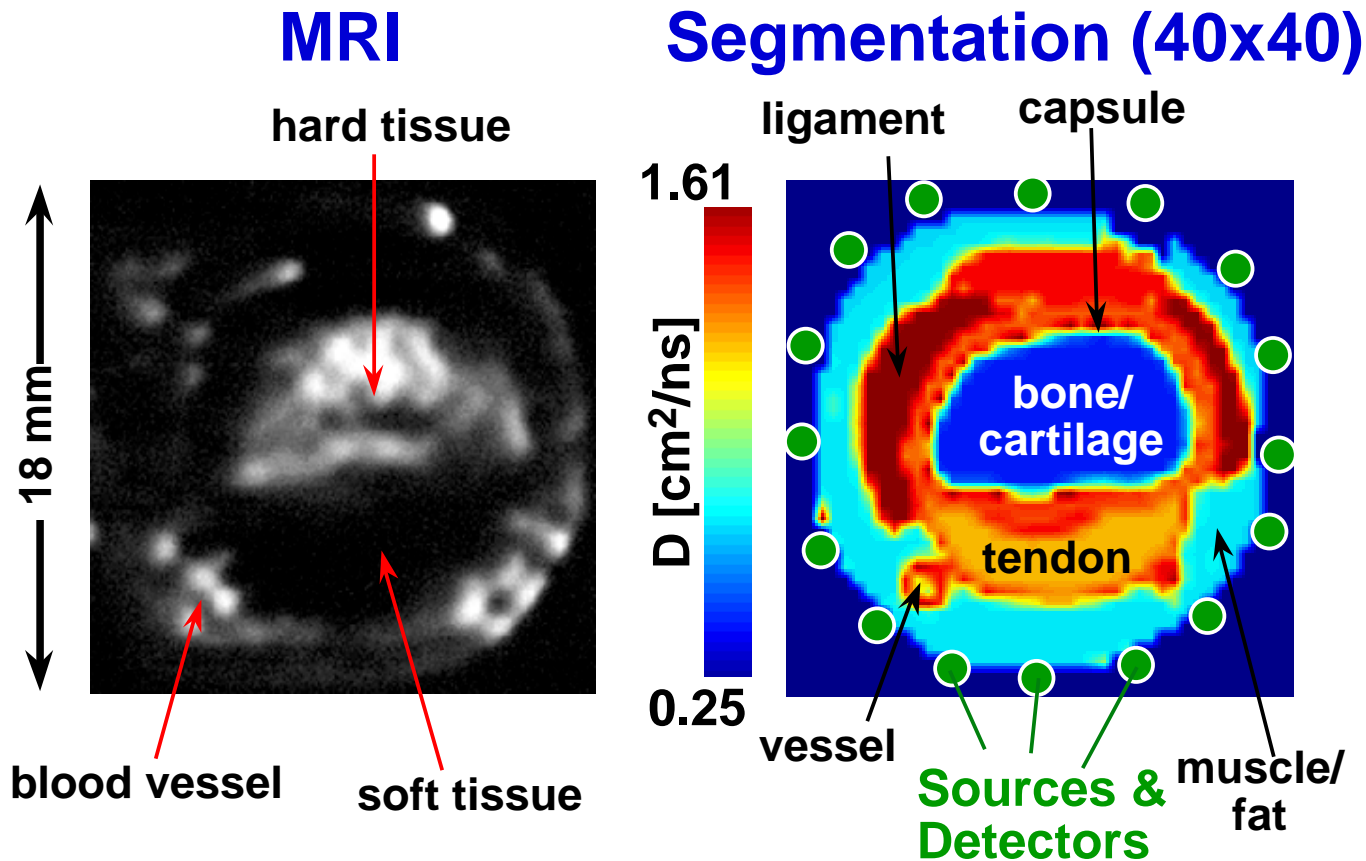 MRI
Segmentation (40x40)
hard tissue
ligament
capsule
18 mm
1.61
D [cm²/ns]
0.25
bone/
cartilage
tendon
blood vessel
soft tissue
vessel
Sources &
Detectors
muscle/
fat